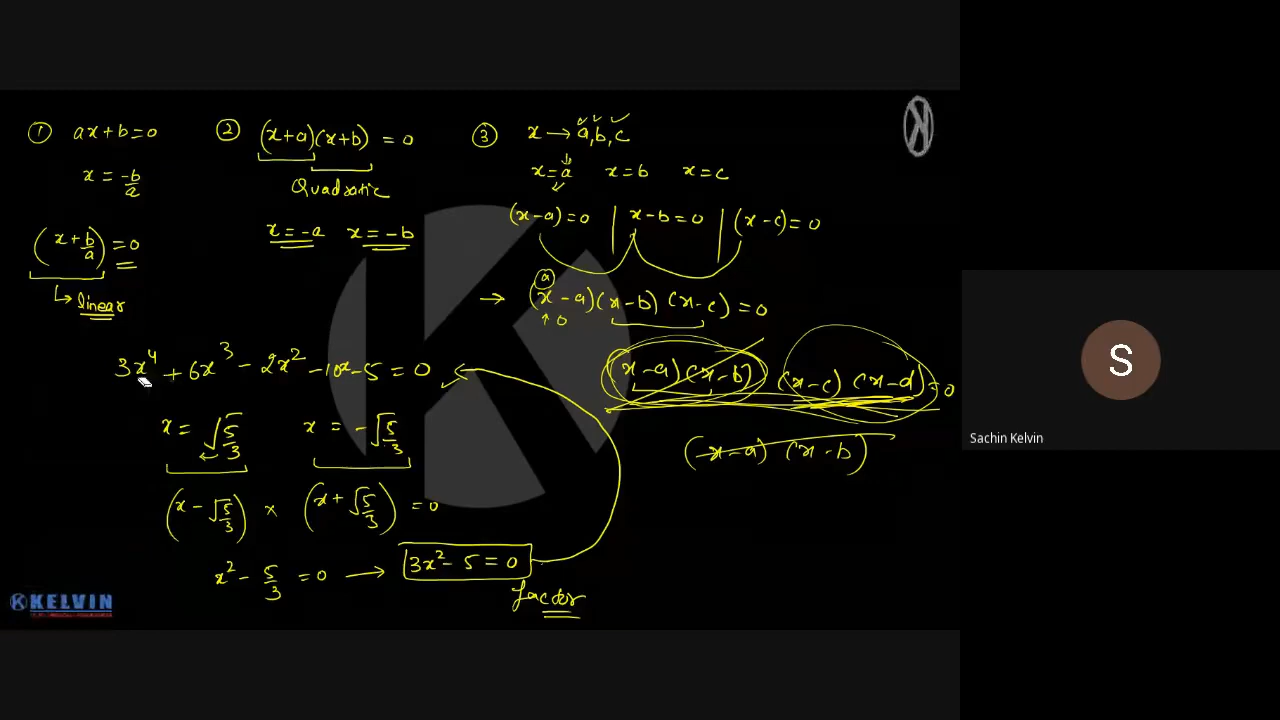 ① ax+b=0
x = -b/a
(x + b/a) = 0
↳ linear
② (x+a)(x+b) = 0
Quadratic
x = -a x = -b
③ x → a, b, c
x = a x = b x = c
(x-a)=0 | x-b=0 | (x-c)=0
a
→ (x-a)(x-b)(x-c)=0
↑ 0
(x-a)(x-b)(x-c)(x-d)=0
(x-a)(x-b)
3x⁴ + 6x³ - 2x² - 10x - 5 = 0
x = √5/3 x = -√5/3
(x - √5/3) × (x + √5/3) = 0
x² - 5/3 = 0 → 3x² - 5 = 0
factor
KELVIN
S
Sachin Kelvin